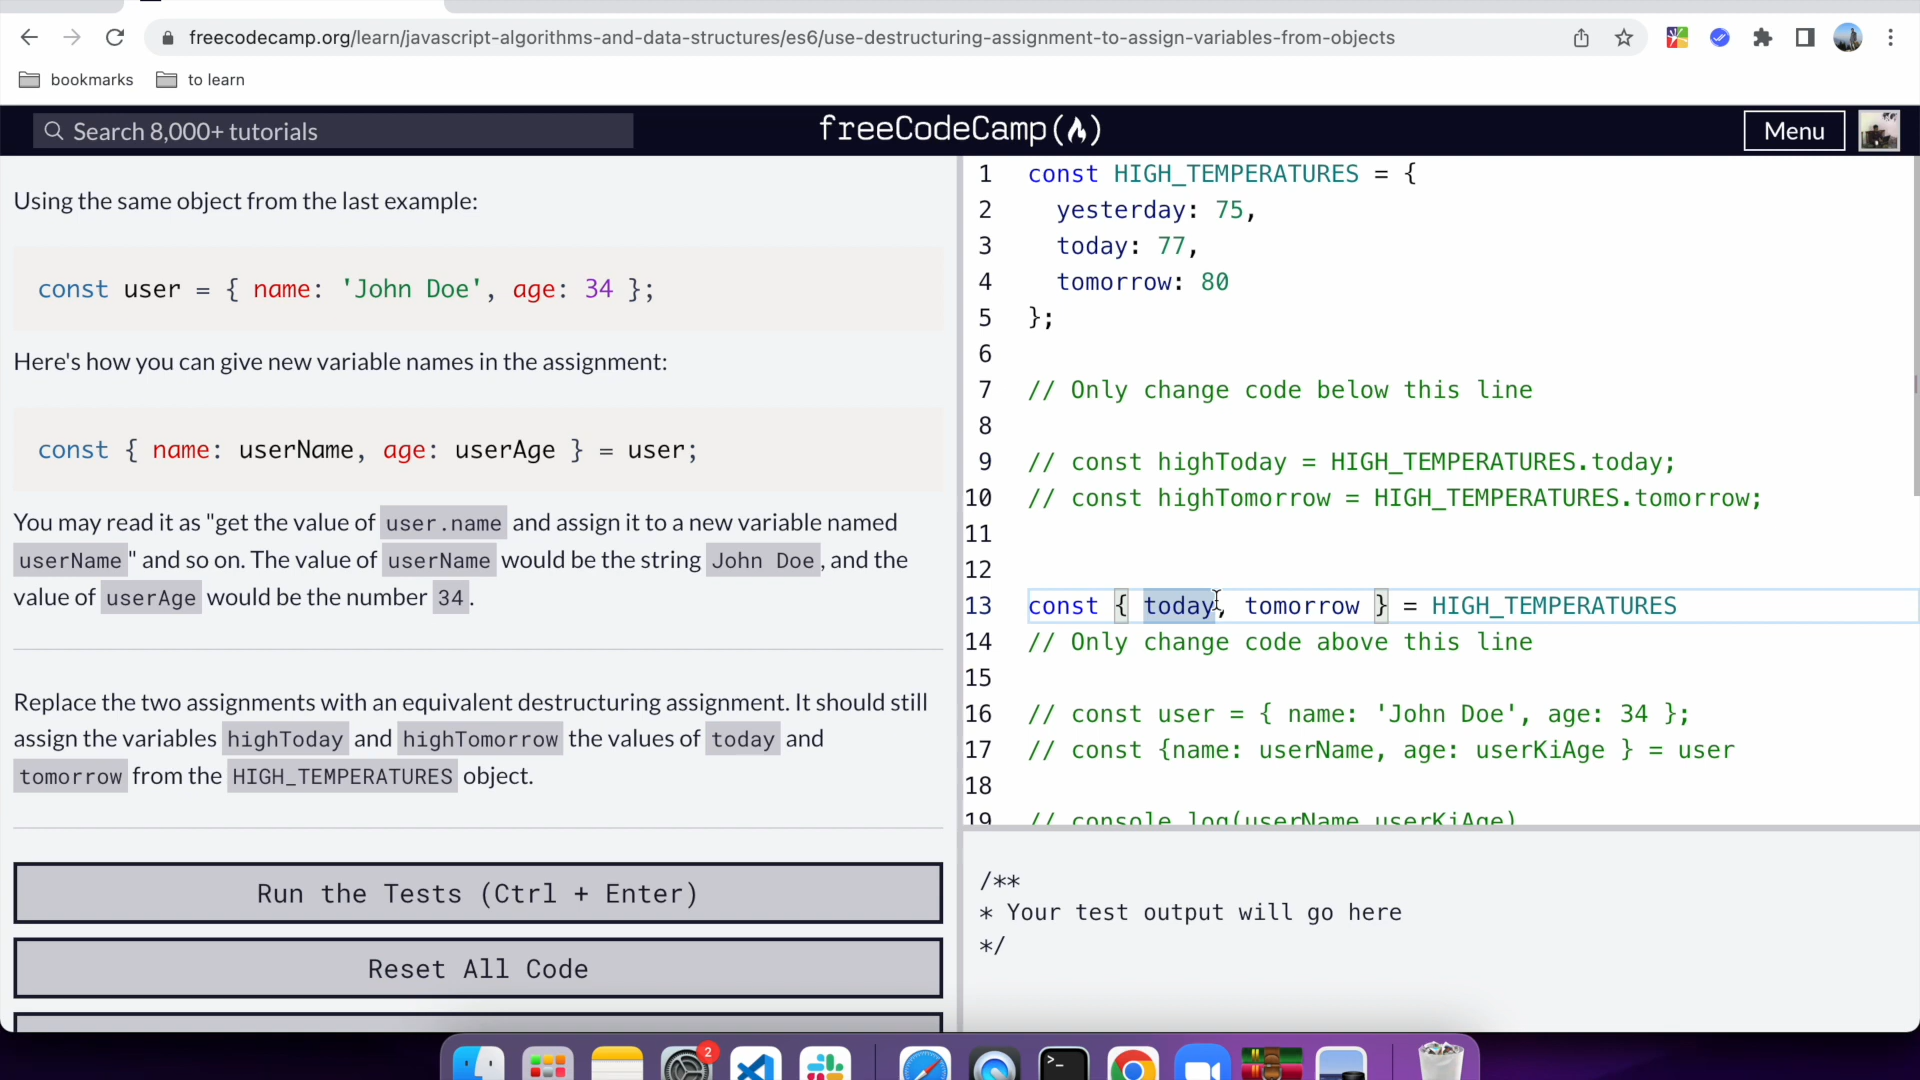 freecodecamp.org/learn/javascript-algorithms-and-data-structures/es6/use-destructuring-assignment-to-assign-variables-from-objects
bookmarks to learn
Search 8,000+ tutorials
freeCodeCamp
Menu
Using the same object from the last example:
const user = { name: 'John Doe', age: 34 };
Here's how you can give new variable names in the assignment:
const { name: userName, age: userAge } = user;
You may read it as "get the value of user.name and assign it to a new variable named
userName" and so on. The value of userName would be the string John Doe, and the
value of userAge would be the number 34.
Replace the two assignments with an equivalent destructuring assignment. It should still
assign the variables highToday and highTomorrow the values of today and
tomorrow from the HIGH_TEMPERATURES object.
Run the Tests (Ctrl + Enter)
Reset All Code
1 const HIGH_TEMPERATURES = {
2 yesterday: 75,
3 today: 77,
4 tomorrow: 80
5 };
6
7 // Only change code below this line
8
9 // const highToday = HIGH_TEMPERATURES.today;
10 // const highTomorrow = HIGH_TEMPERATURES.tomorrow;
11
12
13 const { today, tomorrow } = HIGH_TEMPERATURES
14 // Only change code above this line
15
16 // const user = { name: 'John Doe', age: 34 };
17 // const {name: userName, age: userKiAge } = user
18
19 // console.log(userName,userKiAge)
/**
* Your test output will go here
*/
2